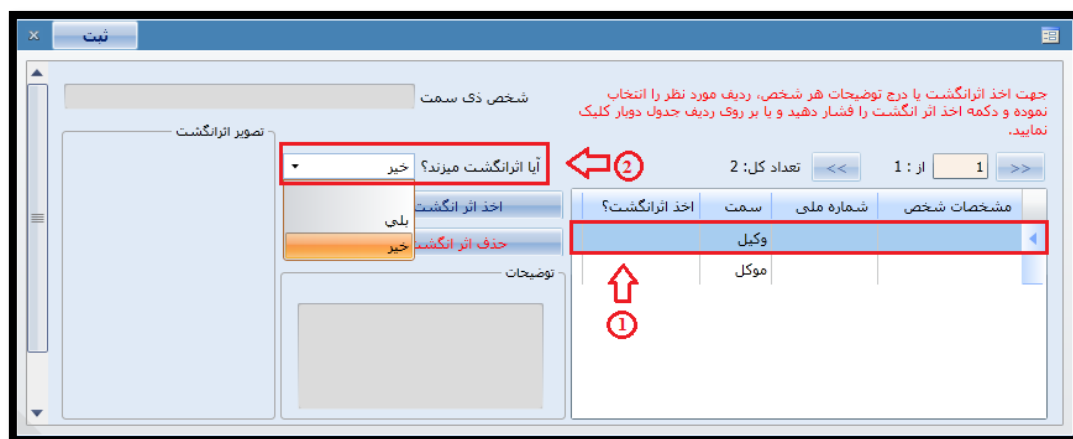 ثبت
جهت اخذ اثرانگشت یا درج توضیحات هر شخص، ردیف مورد نظر را انتخاب
نموده و دکمه اخذ اثر انگشت را فشار دهید و یا بر روی ردیف جدول دوبار کلیک
نمایید.
<< 1 از : 1 >> تعداد کل: 2
مشخصات شخص شماره ملی سمت اخذ اثرانگشت؟
وکیل
موکل
1
2
شخص ذی سمت
آیا اثرانگشت میزند؟ خیر
بلي
خیر
اخذ اثر انگشت
حذف اثر انگشت
توضیحات
تصویر اثرانگشت